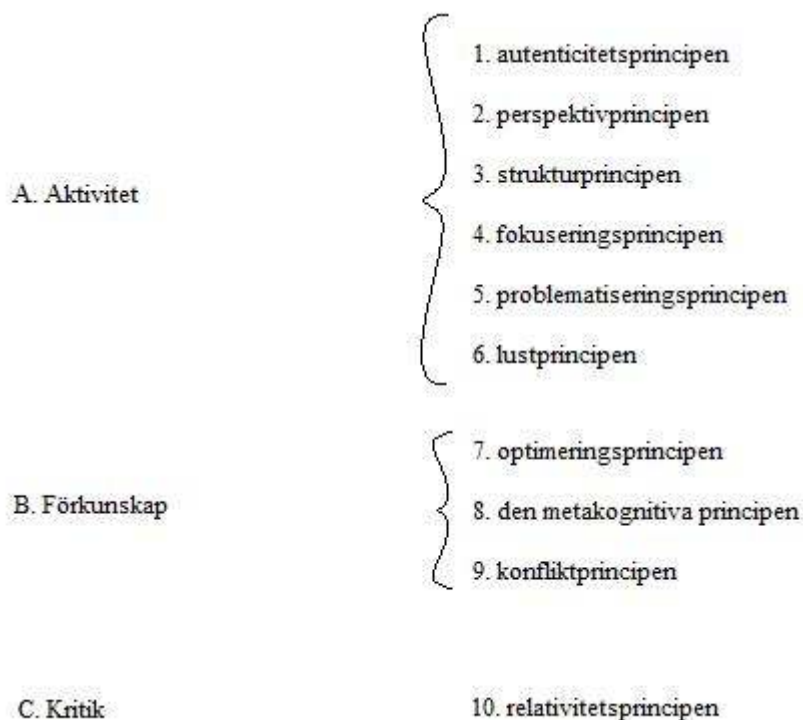 1. autenticitetsprincipen
2. perspektivprincipen
A. Aktivitet
3. strukturprincipen
4. fokuseringsprincipen
5. problematiseringsprincipen
6. lustprincipen
7. optimeringsprincipen
B. Förkunskap
8. den metakognitiva principen
9. konfliktprincipen
C. Kritik
10. relativitetsprincipen